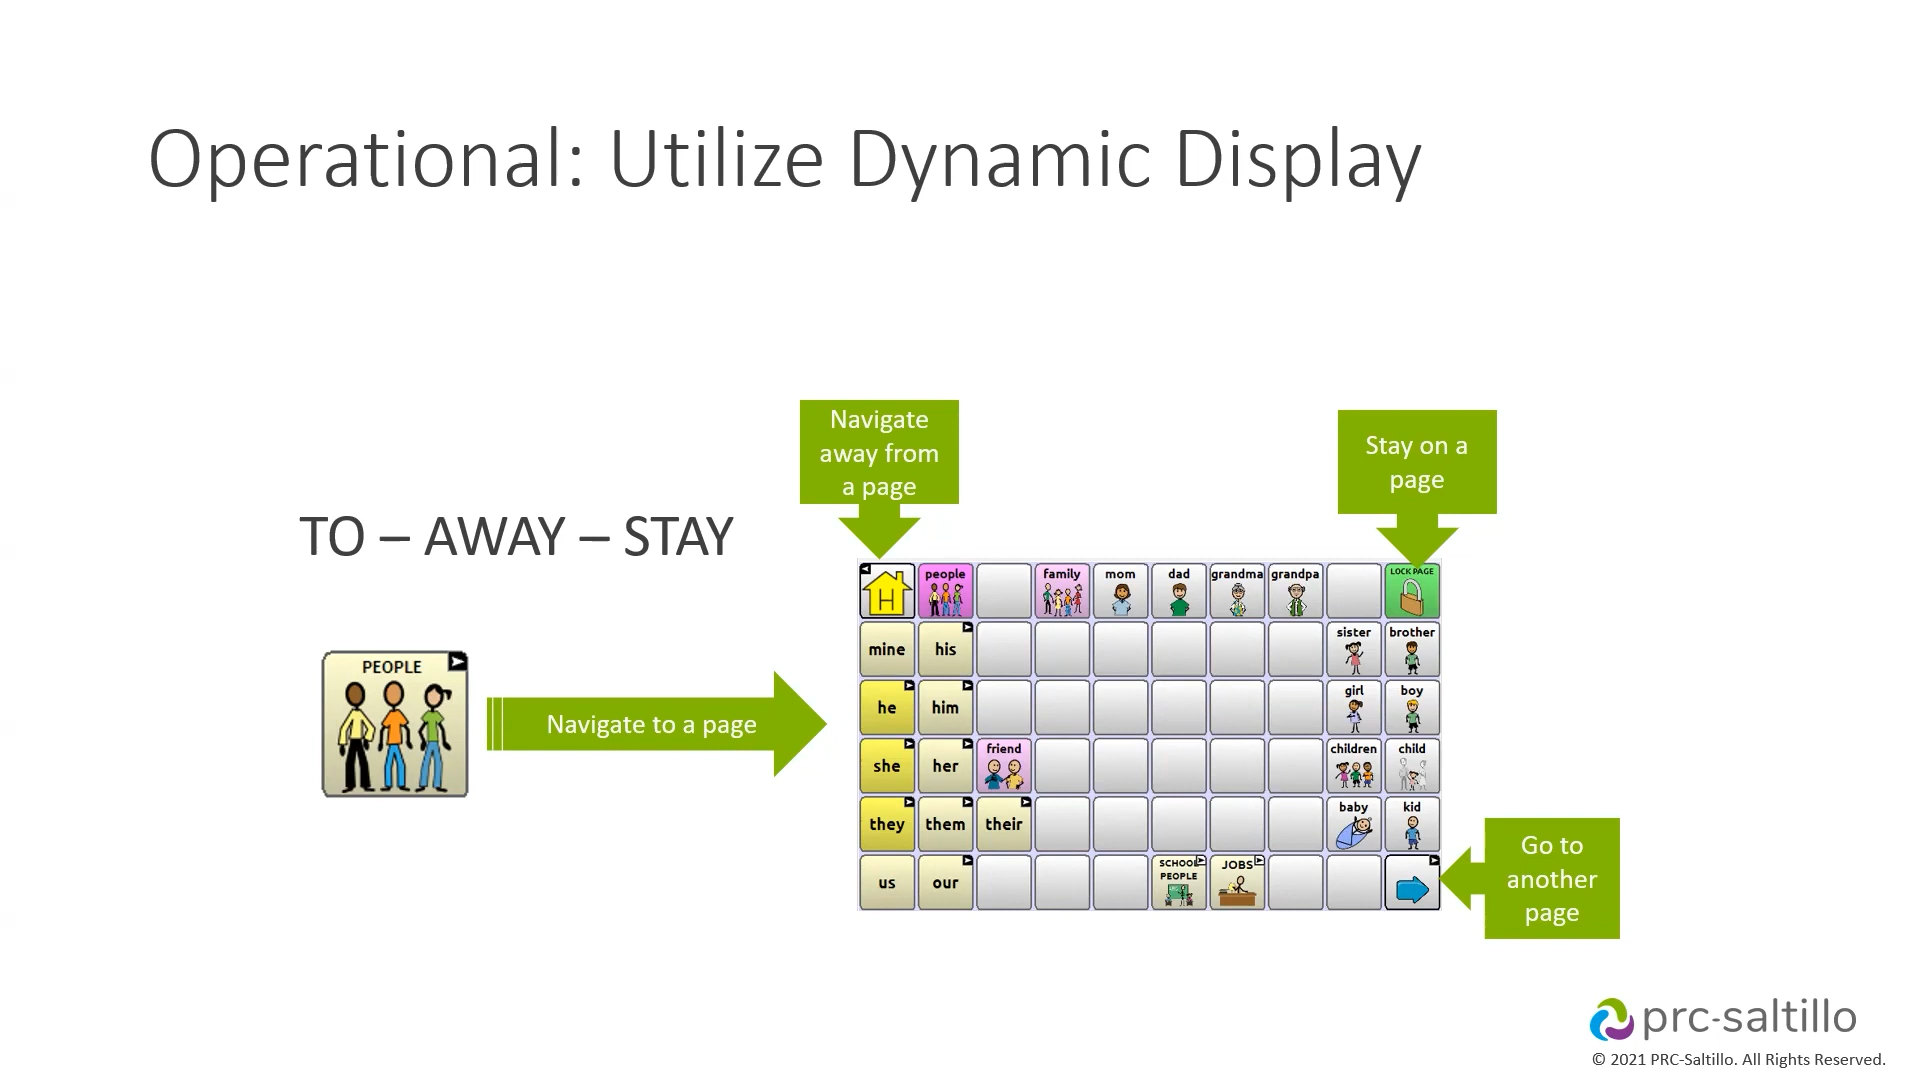 Operational: Utilize Dynamic Display
Navigate
away from
a page
Stay on a
page
TO – AWAY – STAY
PEOPLE
Navigate to a page
H people family mom dad grandma grandpa LOCK PAGE
mine his sister brother
he him girl boy
she her friend children child
they them their baby kid
us our SCHOOL PEOPLE JOBS
Go to
another
page
prc-saltillo
© 2021 PRC-Saltillo. All Rights Reserved.